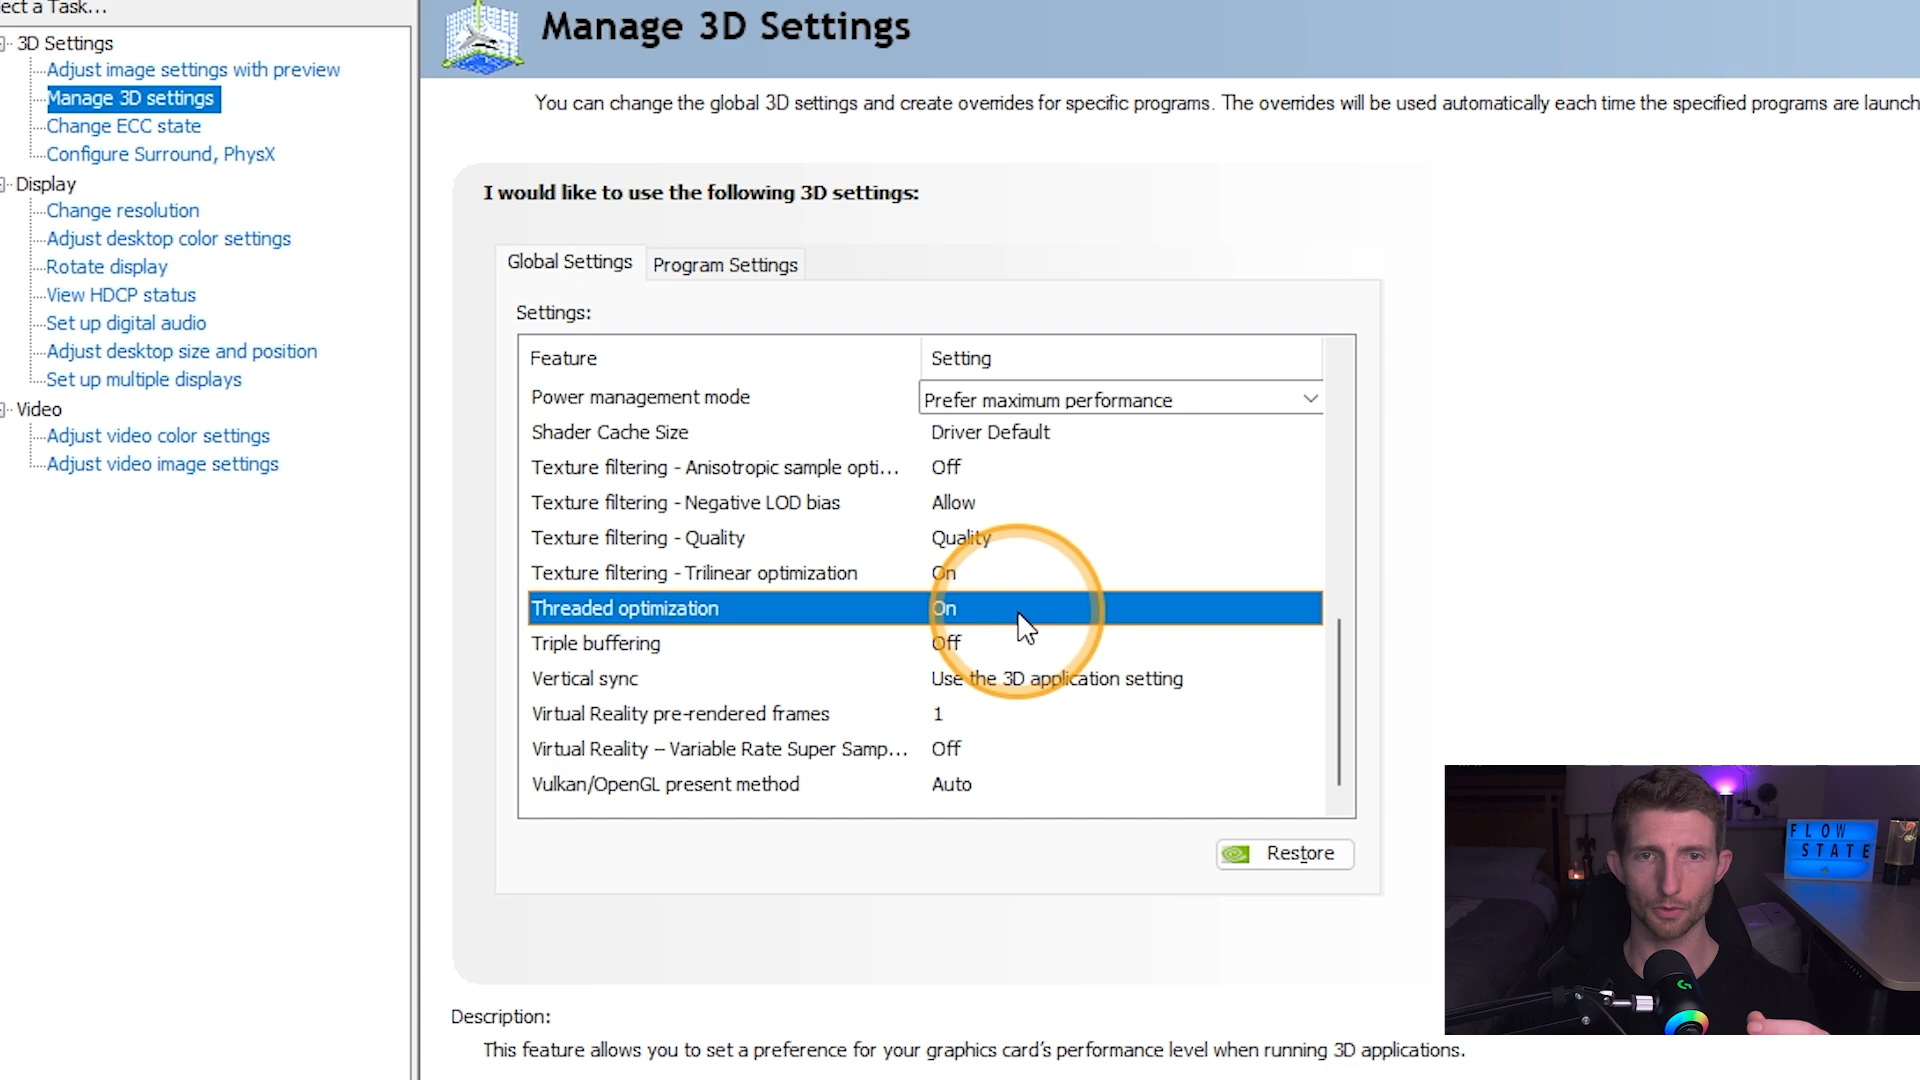 ect a Task...
3D Settings
Adjust image settings with preview
Manage 3D settings
Change ECC state
Configure Surround, PhysX
Display
Change resolution
Adjust desktop color settings
Rotate display
View HDCP status
Set up digital audio
Adjust desktop size and position
Set up multiple displays
Video
Adjust video color settings
Adjust video image settings
Manage 3D Settings
You can change the global 3D settings and create overrides for specific programs. The overrides will be used automatically each time the specified programs are launch
I would like to use the following 3D settings:
Global Settings Program Settings
Settings:
Feature Setting
Power management mode Prefer maximum performance
Shader Cache Size Driver Default
Texture filtering - Anisotropic sample opti... Off
Texture filtering - Negative LOD bias Allow
Texture filtering - Quality Quality
Texture filtering - Trilinear optimization On
Threaded optimization On
Triple buffering Off
Vertical sync Use the 3D application setting
Virtual Reality pre-rendered frames 1
Virtual Reality – Variable Rate Super Samp... Off
Vulkan/OpenGL present method Auto
Restore
FLOW
STATE
Description:
This feature allows you to set a preference for your graphics card's performance level when running 3D applications.